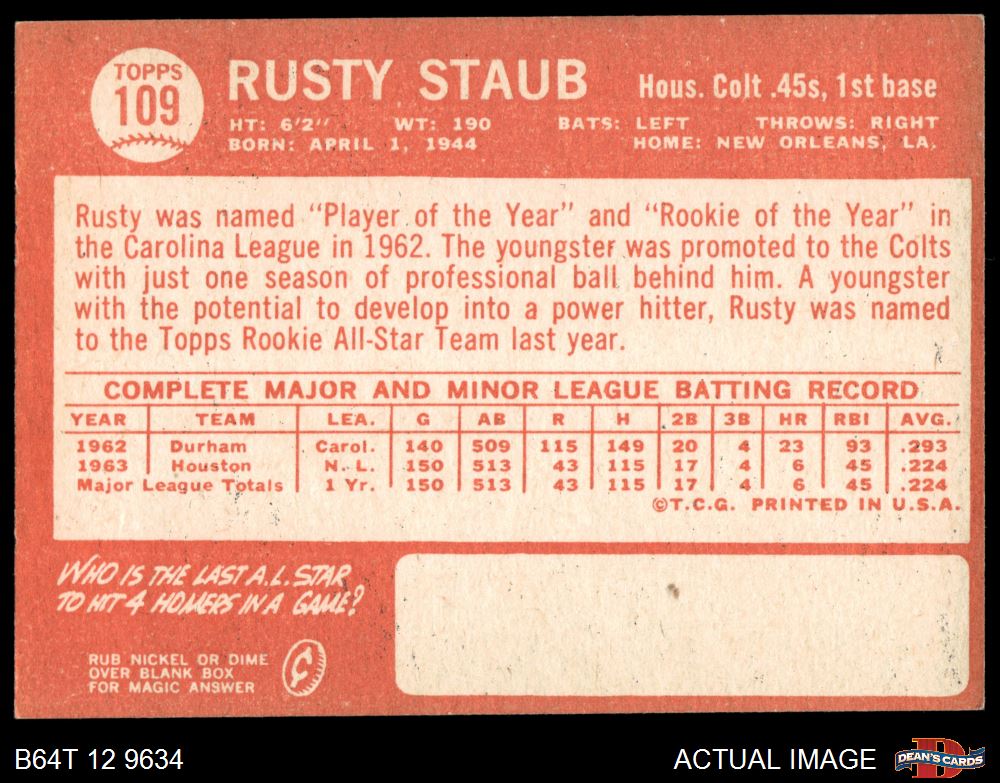 TOPPS
109
RUSTY STAUB
Hous. Colt .45s, 1st base
HT: 6'2" WT: 190 BATS: LEFT THROWS: RIGHT
BORN: APRIL 1, 1944 HOME: NEW ORLEANS, LA.
Rusty was named "Player of the Year" and "Rookie of the Year" in
the Carolina League in 1962. The youngster was promoted to the Colts
with just one season of professional ball behind him. A youngster
with the potential to develop into a power hitter, Rusty was named
to the Topps Rookie All-Star Team last year.
COMPLETE MAJOR AND MINOR LEAGUE BATTING RECORD
YEAR TEAM LEA. G AB R H 2B 3B HR RBI AVG.
1962 Durham Carol. 140 509 115 149 20 4 23 93 .293
1963 Houston N. L. 150 513 43 115 17 4 6 45 .224
Major League Totals 1 Yr. 150 513 43 115 17 4 6 45 .224
©T.C.G. PRINTED IN U.S.A.
WHO IS THE LAST A.L. STAR
TO HIT 4 HOMERS IN A GAME?
RUB NICKEL OR DIME
OVER BLANK BOX
FOR MAGIC ANSWER
¢
B64T 12 9634
ACTUAL IMAGE
D
DEAN'S CARDS